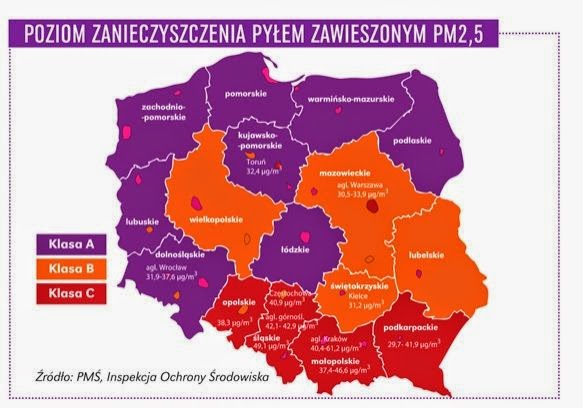 POZIOM ZANIECZYSZCZENIA PYŁEM ZAWIESZONYM PM2,5
zachodnio-
-pomorskie
pomorskie
warmińsko-mazurskie
podlaskie
kujawsko-
-pomorskie
Toruń
32,4 µg/m³
mozowieckie
agl. Warszawa
30,5-33,9 µg/m³
lubuskie
wielkopolskie
łódzkie
lubelskie
Klasa A
Klasa B
Klasa C
dolnośląskie
agl. Wrocław
31,9-37,6 µg/m³
opolskie
38,3 µg/m³
Częstochowa
40,9 µg/m³
agl. górnośl.
42,1- 42,9 µg/m³
śląskie
49,1 µg/m³
świętokrzyskie
Kielce
31,2 µg/m³
agl. Kraków
40,4-61,2 µg/m³
małopolskie
37,4-46,6 µg/m³
podkarpackie
29,7- 41,9 µg/m³
Źródło: PMŚ, Inspekcja Ochrony Środowiska